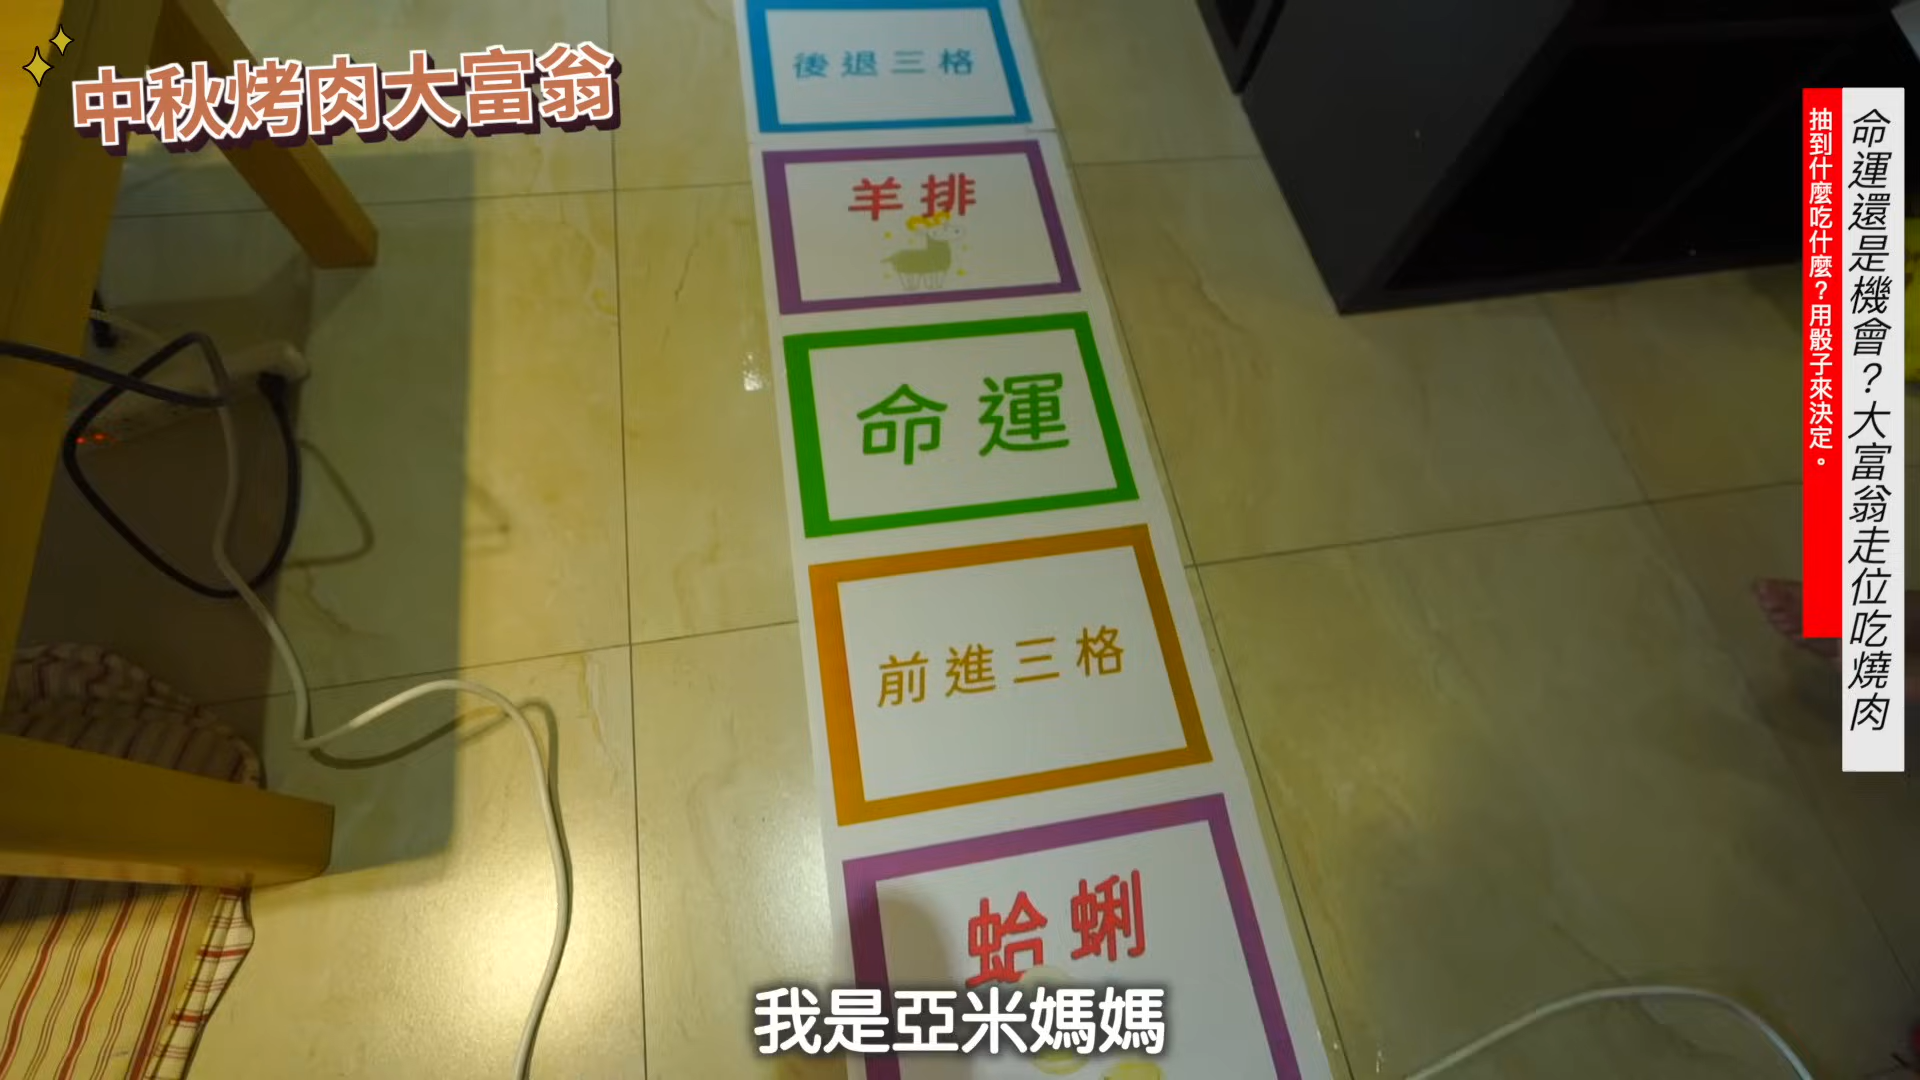 中秋烤肉大富翁
命運還是機會？大富翁走位吃燒肉
抽到什麼吃什麼？用骰子來決定。
後退三格
羊排
命運
前進三格
蛤蜊
我是亞米媽媽